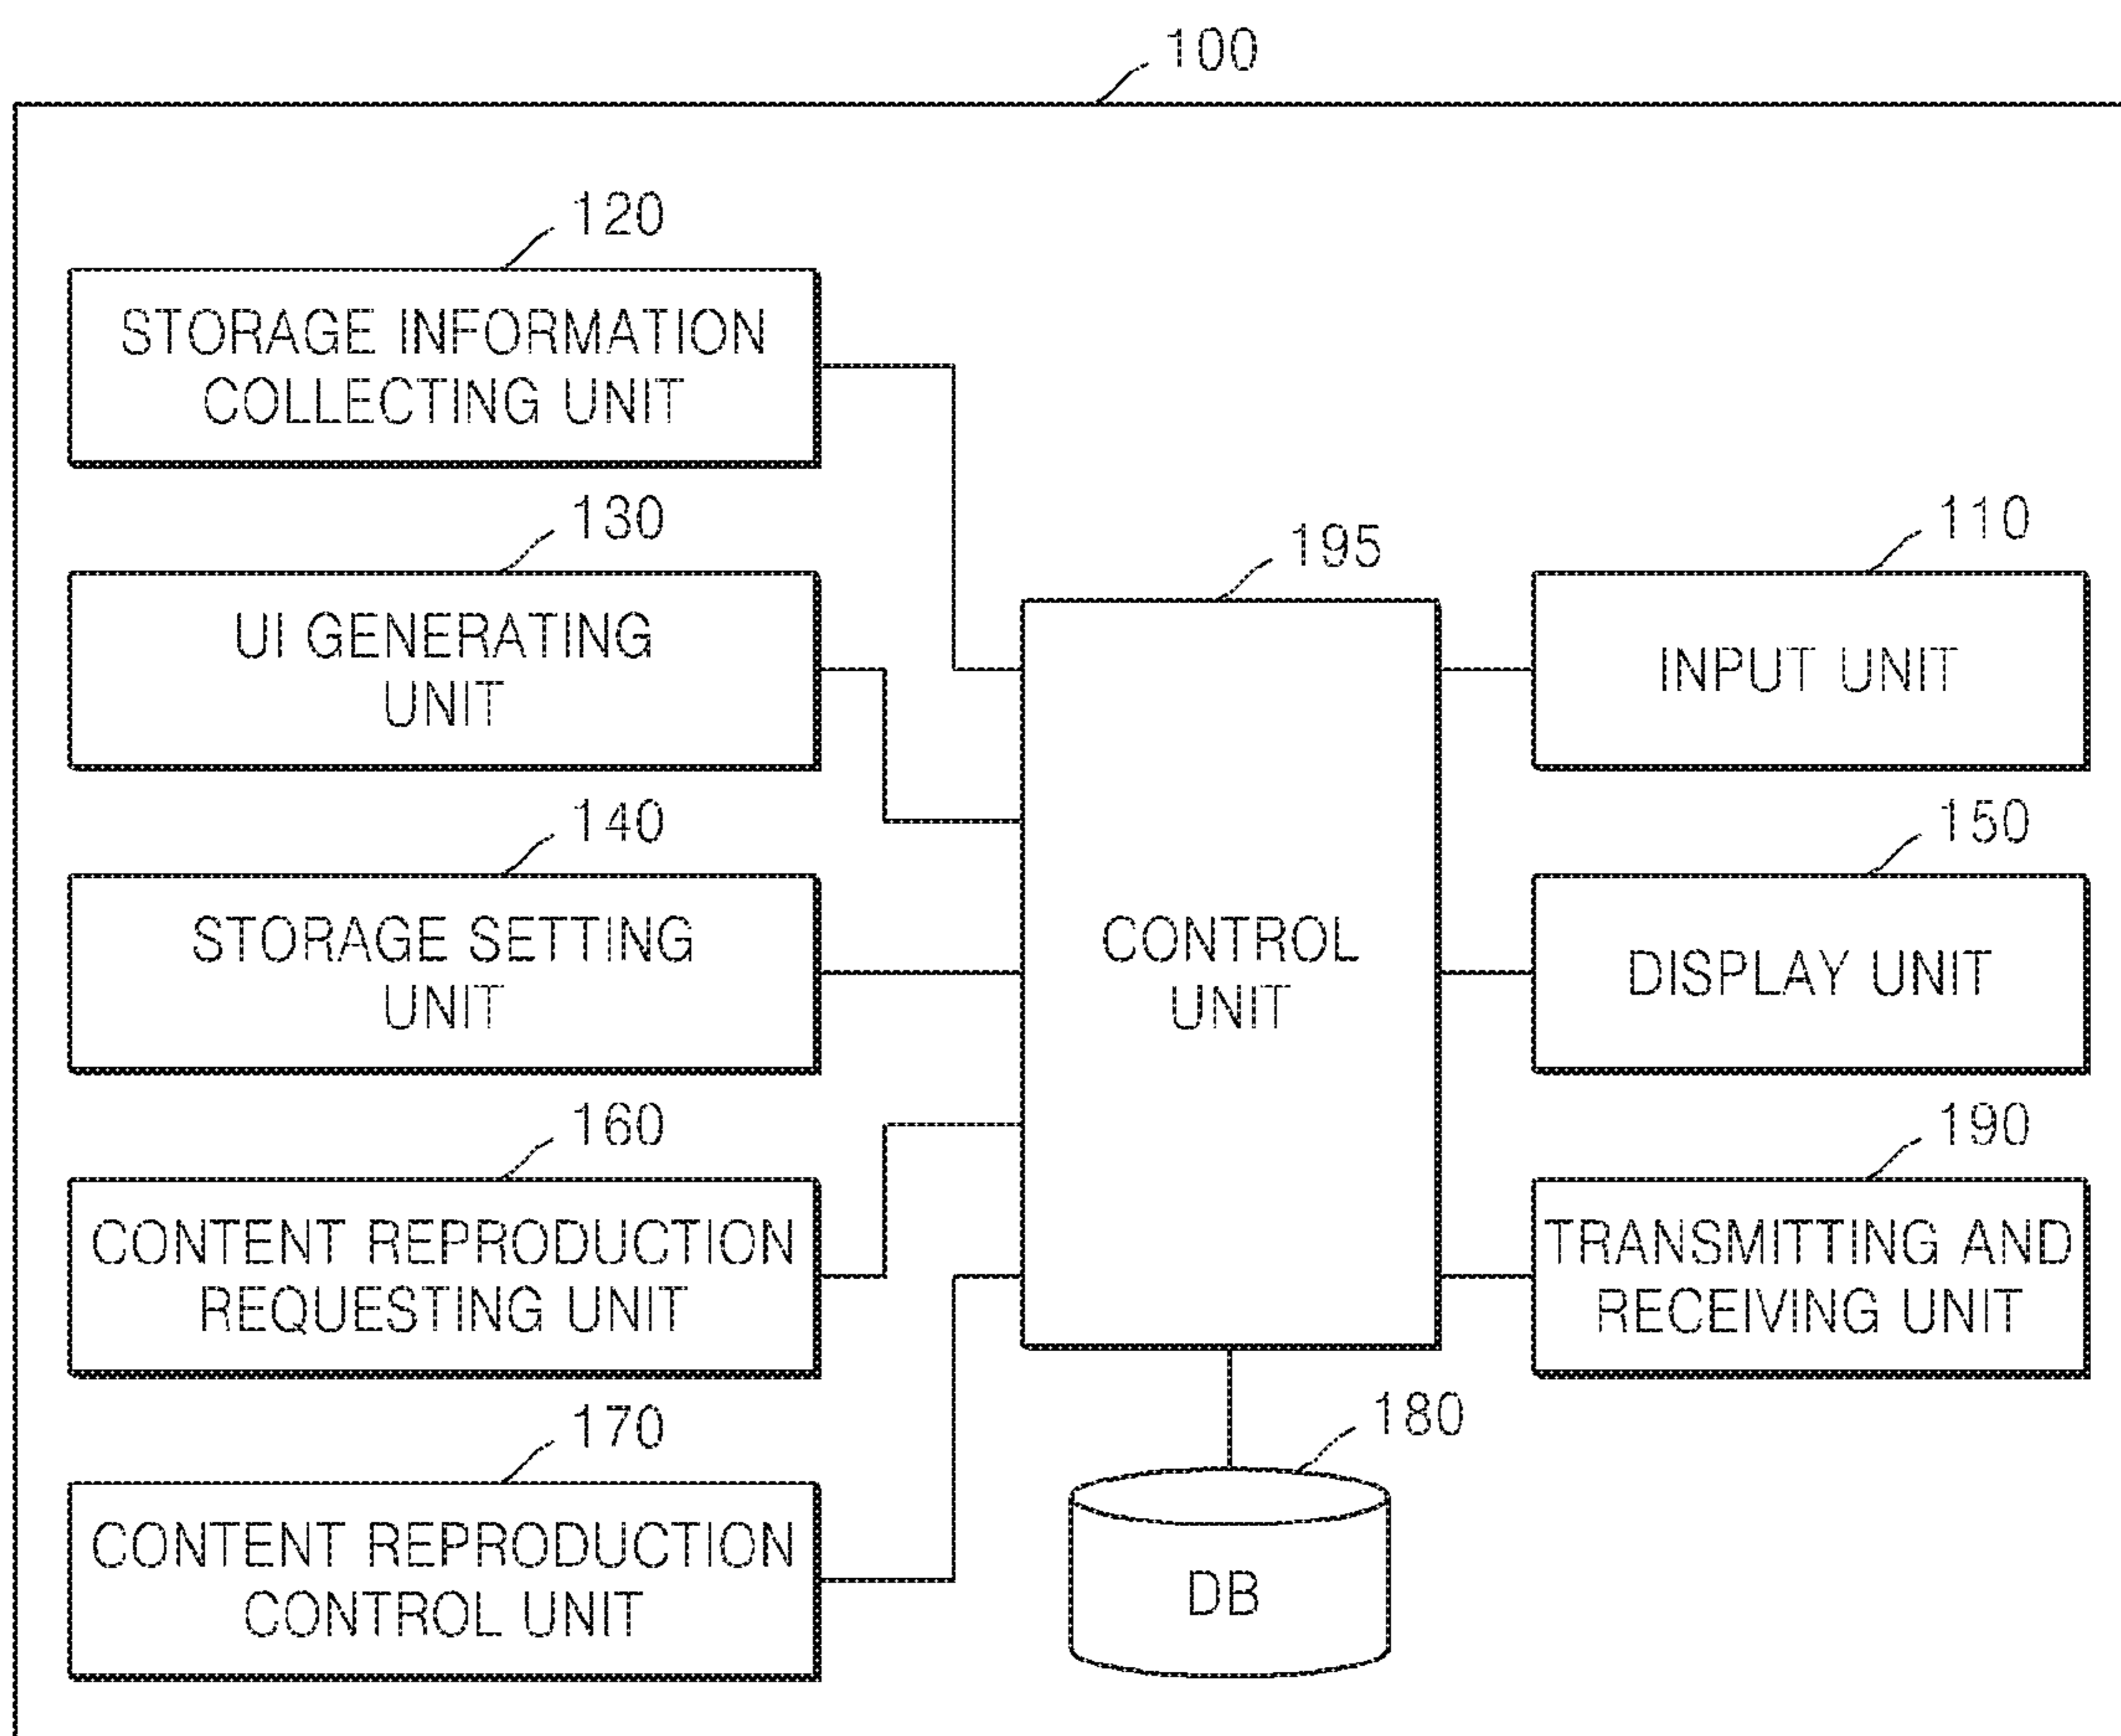 100
120
STORAGE INFORMATION
COLLECTING UNIT
130
UI GENERATING
UNIT
140
STORAGE SETTING
UNIT
160
CONTENT REPRODUCTION
REQUESTING UNIT
170
CONTENT REPRODUCTION
CONTROL UNIT
195
CONTROL
UNIT
180
DB
110
INPUT UNIT
150
DISPLAY UNIT
190
TRANSMITTING AND
RECEIVING UNIT